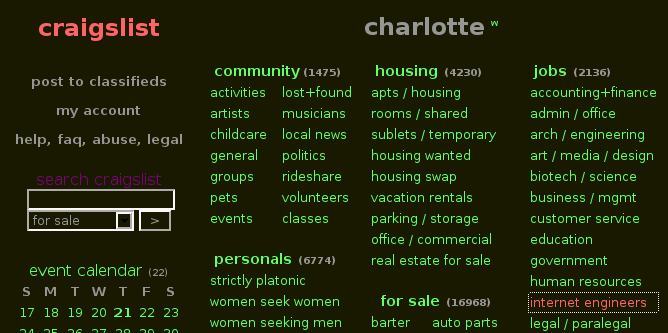 craigslist
post to classifieds
my account
help, faq, abuse, legal
search craigslist
for sale
>
event calendar (22)
S M T W T F S
17 18 19 20 21 22 23
24 25 26 27 28 29 30
charlotte w
community (1475)
activities lost+found
artists musicians
childcare local news
general politics
groups rideshare
pets volunteers
events classes
personals (6774)
strictly platonic
women seek women
women seeking men
housing (4230)
apts / housing
rooms / shared
sublets / temporary
housing wanted
housing swap
vacation rentals
parking / storage
office / commercial
real estate for sale
for sale (16968)
barter auto parts
jobs (2136)
accounting+finance
admin / office
arch / engineering
art / media / design
biotech / science
business / mgmt
customer service
education
government
human resources
internet engineers
legal / paralegal